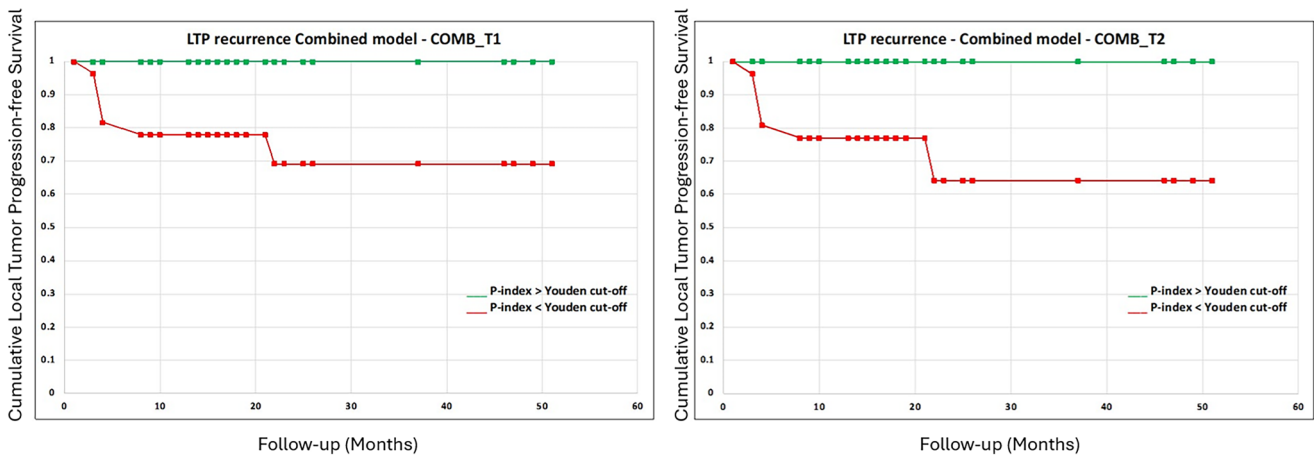 Cumulative Local Tumor Progression-free Survival
LTP recurrence Combined model - COMB_T1
1
0.9
0.8
0.7
0.6
0.5
0.4
0.3
0.2
0.1
0
P-index > Youden cut-off
P-index < Youden cut-off
0 10 20 30 40 50 60
Follow-up (Months)
Cumulative Local Tumor Progression-free Survival
LTP recurrence - Combined model - COMB_T2
1
0.9
0.8
0.7
0.6
0.5
0.4
0.3
0.2
0.1
0
P-index > Youden cut-off
P-index < Youden cut-off
0 10 20 30 40 50 60
Follow-up (Months)